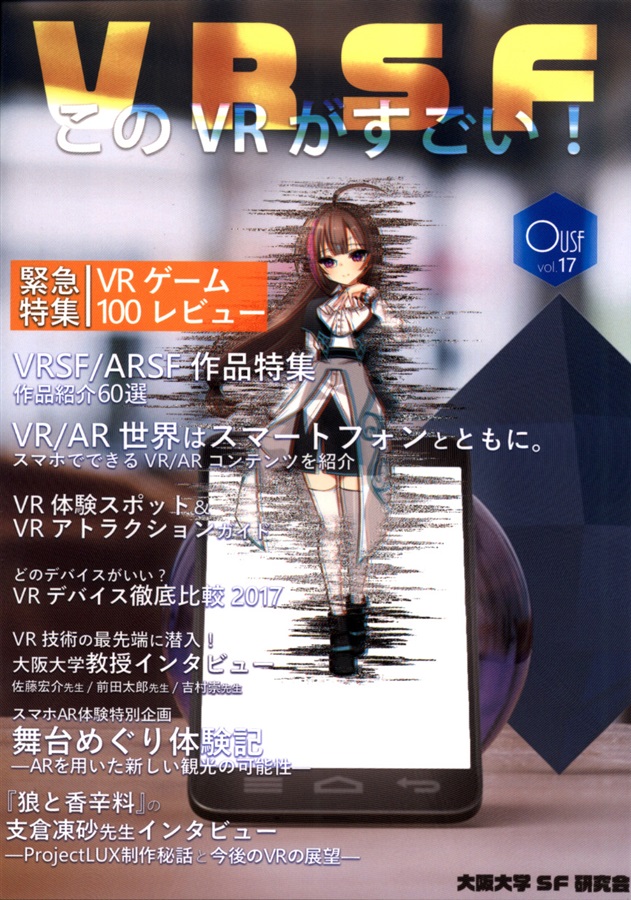 VRSF
このVRがすごい！
OUSF
vol.17
緊急
特集
VRゲーム
100レビュー
VRSF/ARSF 作品特集
作品紹介60選
VR/AR 世界はスマートフォンとともに。
スマホでできるVR/ARコンテンツを紹介
VR体験スポット&
VRアトラクションガイド
どのデバイスがいい？
VRデバイス徹底比較2017
VR技術の最先端に潜入！
大阪大学教授インタビュー
佐藤宏介先生 / 前田太郎先生 / 吉村崇先生
スマホAR体験特別企画
舞台めぐり体験記
―ARを用いた新しい観光の可能性―
『狼と香辛料』の
支倉凍砂先生インタビュー
―ProjectLUX制作秘話と今後のVRの展望―
大阪大学 SF 研究会